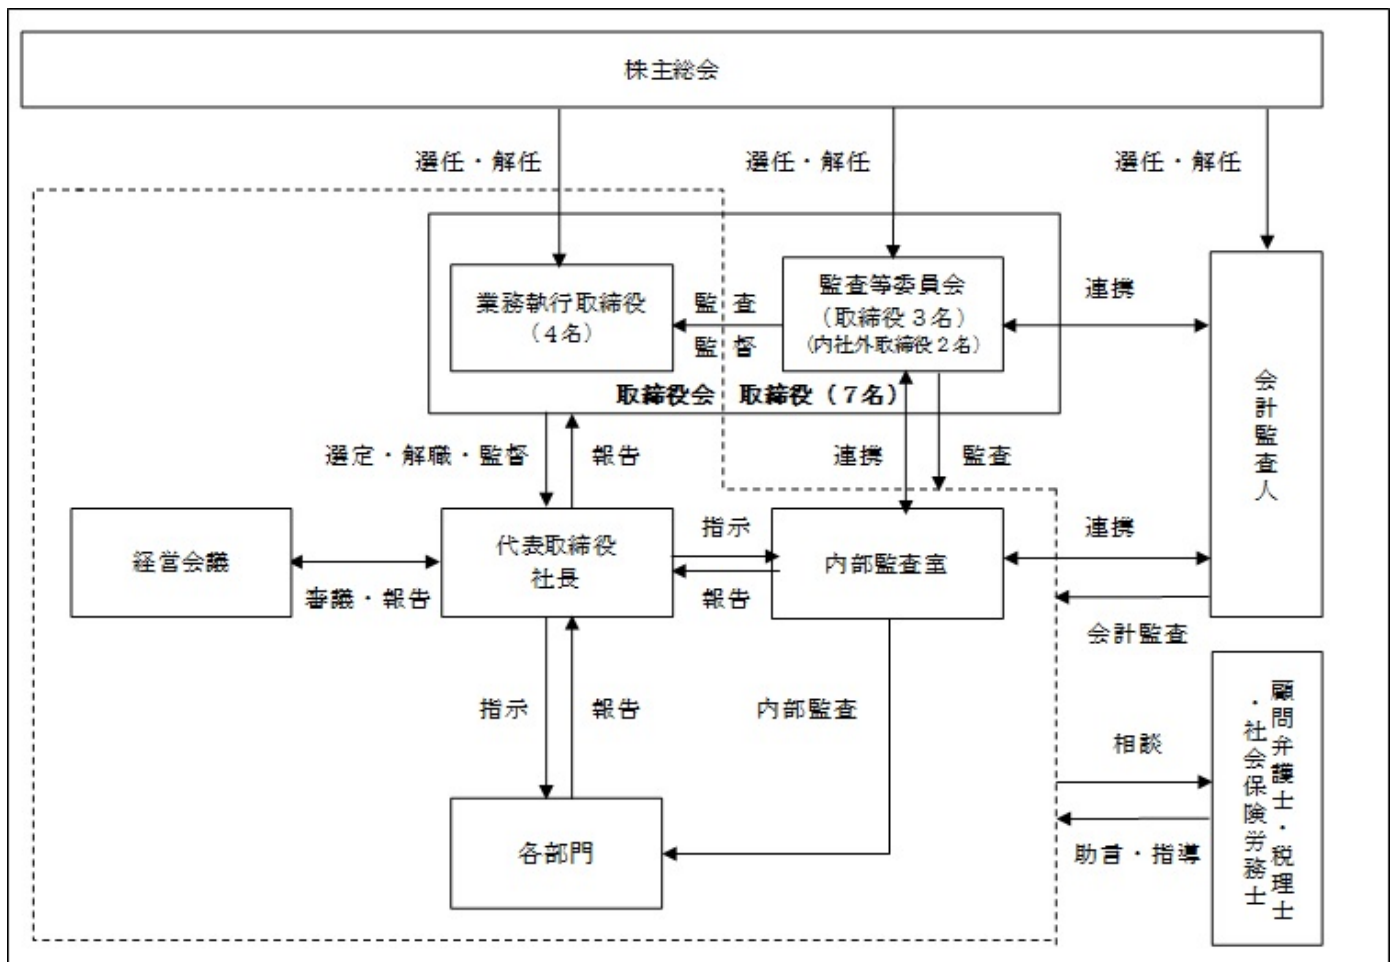 株主総会
選任・解任
選任・解任
選任・解任
業務執行取締役
(4名)
監査
監督
監査等委員会
(取締役3名)
(内社外取締役2名)
連携
会計監査人
取締役会 取締役(7名)
選定・解職・監督
報告
連携
監査
経営会議
審議・報告
代表取締役
社長
指示
報告
内部監査室
連携
会計監査
指示
報告
内部監査
相談
助言・指導
顧問弁護士・税理士
・社会保険労務士
各部門